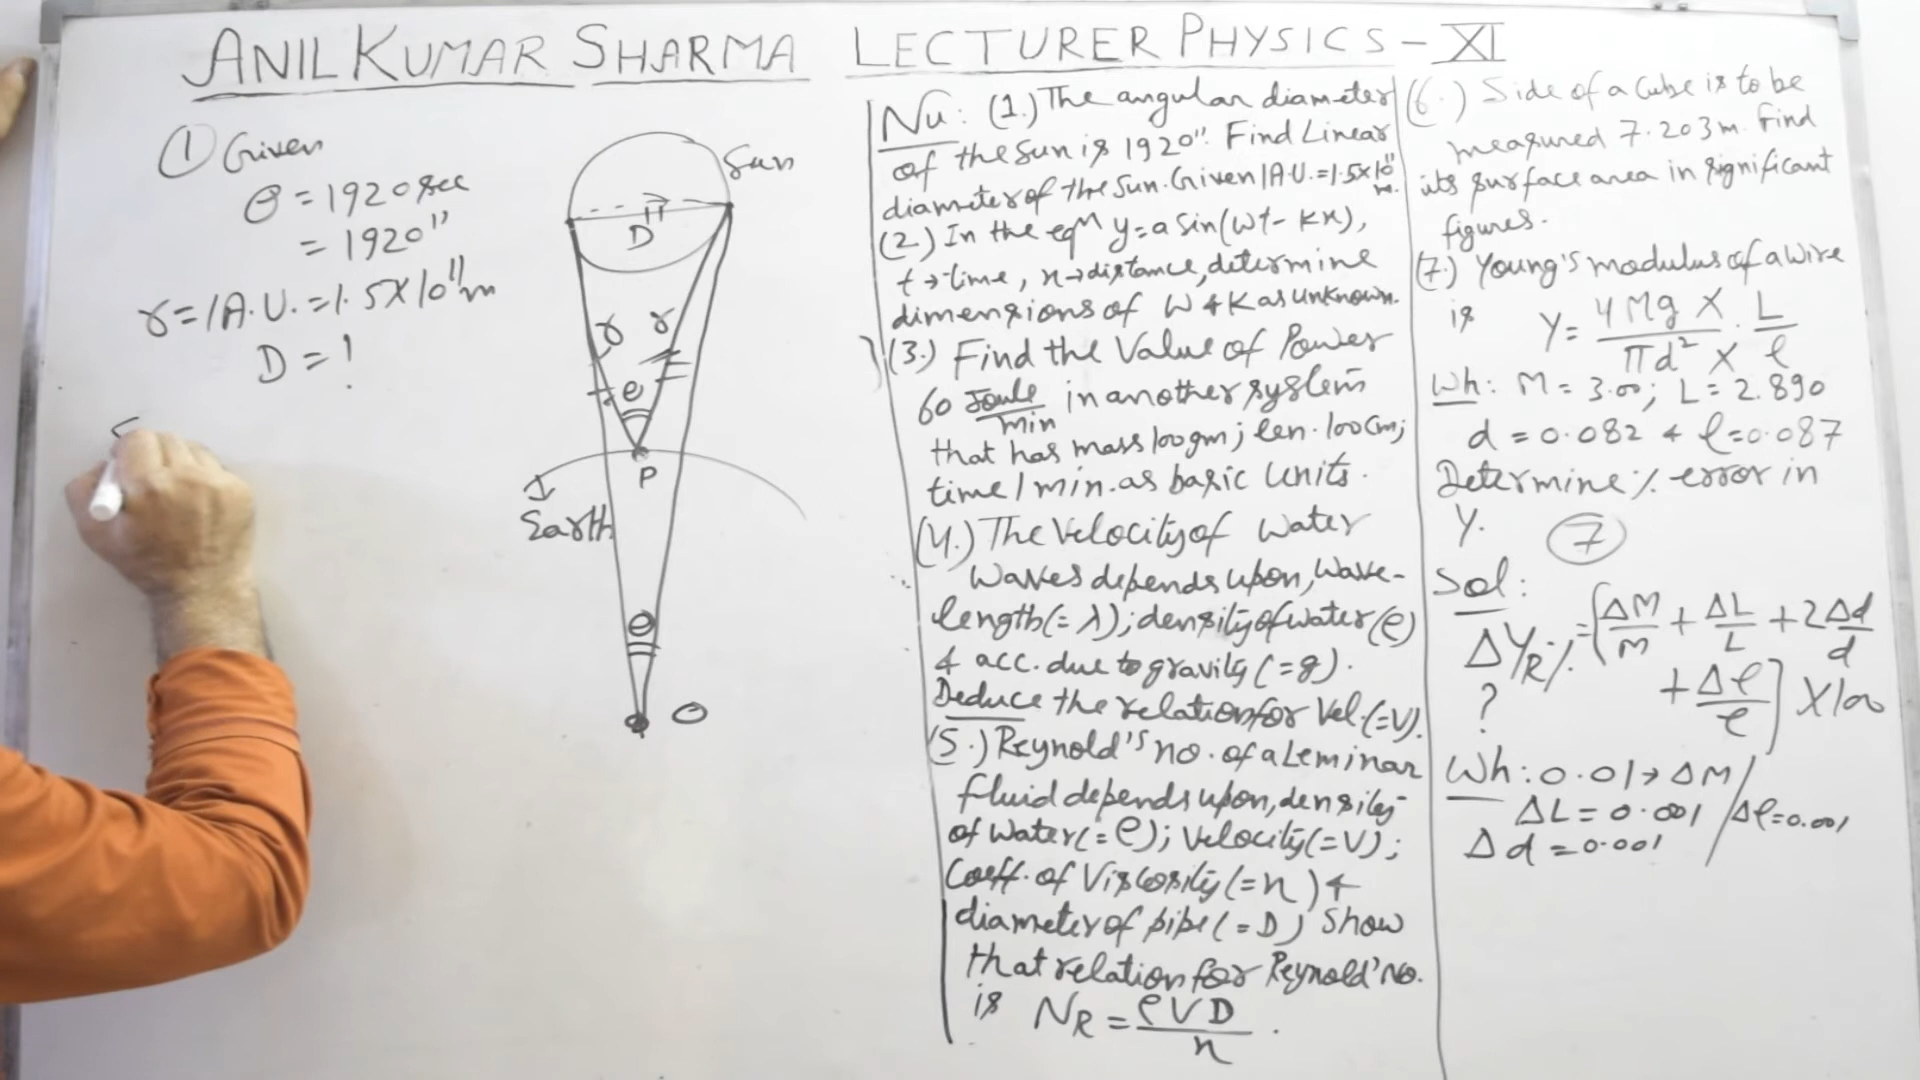 ANIL KUMAR SHARMA LECTURER PHYSICS - XI
① Given
θ = 1920 sec
= 1920"
r = 1 A.U. = 1.5 X 10¹¹ m
D = !
Sun
D
r r
θ
P
Earth
θ
O
Nu: (1.) The angular diameter
of the Sun is 1920". Find Linear
diameter of the Sun. Given 1 A.U. = 1.5x10¹¹ m.
(2.) In the eqⁿ y = a sin(wt - kx),
t → time, x → distance, determine
dimensions of W & K as unknown.
(3.) Find the Value of Power
60 Joule/min in another system
that has mass 100 gm; len. 100 cm;
time 1 min. as basic Units.
(4.) The Velocity of Water
Waves depends upon, Wave-
length (= λ); density of water (ρ)
& acc. due to gravity (= g).
Deduce the relation for Vel. (= V).
(5.) Reynold's no. of a Leminar
fluid depends upon, density
of Water (= ρ); Velocity (= V);
Coeff. of Viscosity (= η) &
diameter of pipe (= D) Show
that relation for Reynold' No.
is N_R = ρVD/η .
(6.) Side of a Cube is to be
measured 7.203 m. Find
its surface area in significant
figures.
(7.) Young's modulus of a Wire
is Y = 4Mg X/πd² X . L/ℓ
Wh: M = 3.00; L = 2.890
d = 0.082 & ℓ = 0.087
Determine % error in
Y. ⑦
Sol:
ΔY_R % = [ΔM/M + ΔL/L + 2Δd/d
? + Δℓ/ℓ] X 100
Wh: 0.01 → ΔM /
ΔL = 0.001 / Δℓ = 0.001
Δd = 0.001